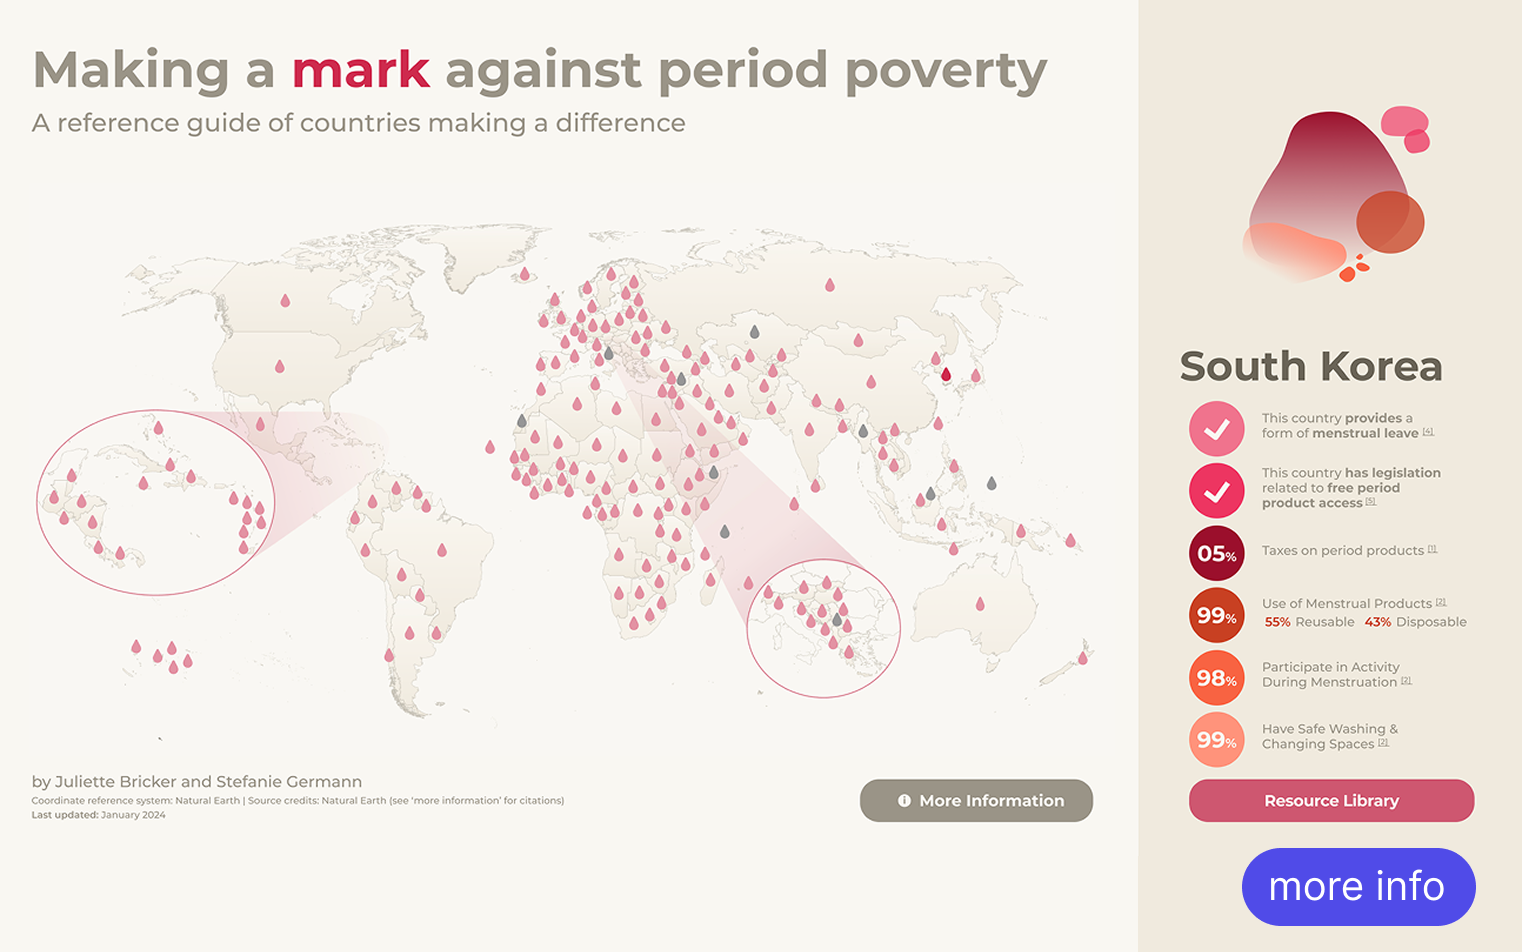 Making a mark against period poverty
A reference guide of countries making a difference
by Juliette Bricker and Stefanie Germann
Coordinate reference system: Natural Earth | Source credits: Natural Earth (see 'more information' for citations)
Last updated: January 2024
More Information
South Korea
This country provides a
form of menstrual leave [4]
This country has legislation
related to free period
product access [5]
05%
Taxes on period products [1]
99%
Use of Menstrual Products [2]
55% Reusable 43% Disposable
98%
Participate in Activity
During Menstruation [2]
99%
Have Safe Washing &
Changing Spaces [2]
Resource Library
more info